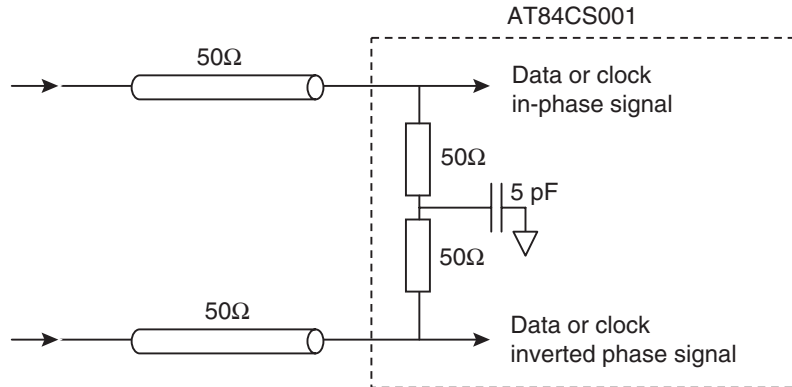 AT84CS001
50Ω
Data or clock
in-phase signal
50Ω
5 pF
50Ω
50Ω
Data or clock
inverted phase signal